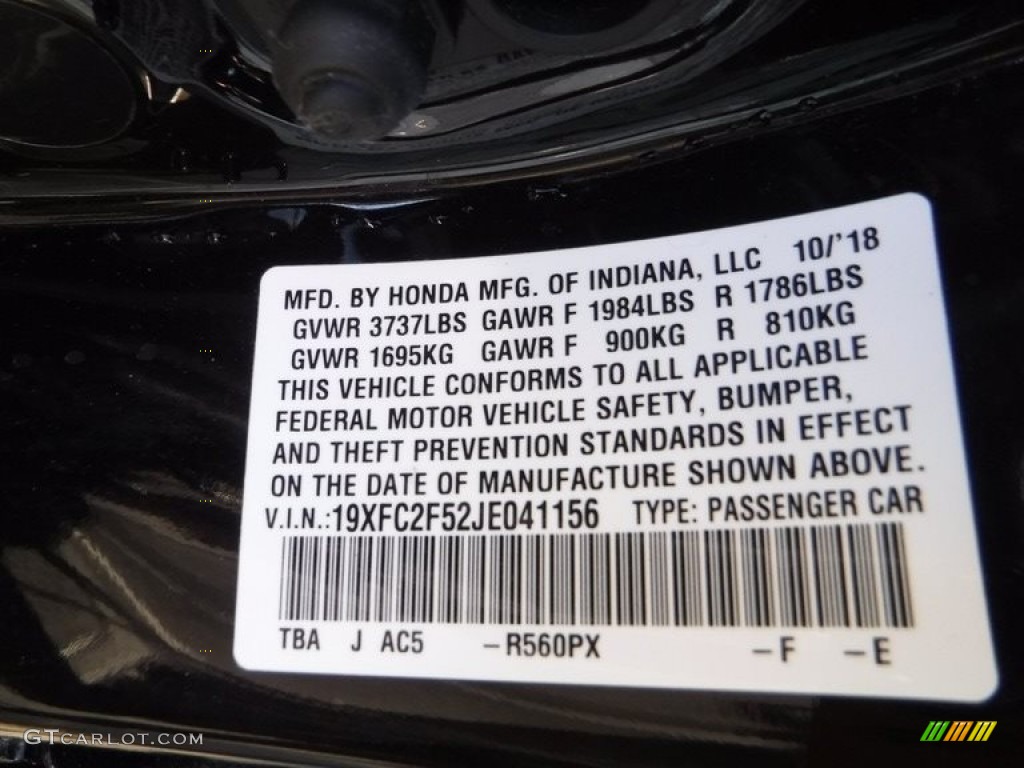 MFD. BY HONDA MFG. OF INDIANA, LLC 10/'18
GVWR 3737LBS GAWR F 1984LBS R 1786LBS
GVWR 1695KG GAWR F 900KG R 810KG
THIS VEHICLE CONFORMS TO ALL APPLICABLE
FEDERAL MOTOR VEHICLE SAFETY, BUMPER,
AND THEFT PREVENTION STANDARDS IN EFFECT
ON THE DATE OF MANUFACTURE SHOWN ABOVE.
V.I.N.:19XFC2F52JE041156 TYPE: PASSENGER CAR
TBA J AC5 –R560PX –F –E
GTCARLOT.COM